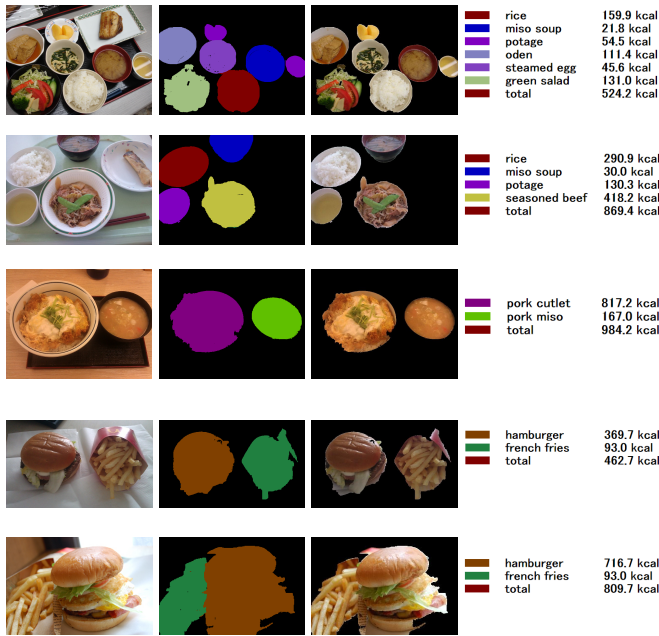 rice 159.9 kcal
miso soup 21.8 kcal
potage 54.5 kcal
oden 111.4 kcal
steamed egg 45.6 kcal
green salad 131.0 kcal
total 524.2 kcal
rice 290.9 kcal
miso soup 30.0 kcal
potage 130.3 kcal
seasoned beef 418.2 kcal
total 869.4 kcal
pork cutlet 817.2 kcal
pork miso 167.0 kcal
total 984.2 kcal
hamburger 369.7 kcal
french fries 93.0 kcal
total 462.7 kcal
hamburger 716.7 kcal
french fries 93.0 kcal
total 809.7 kcal